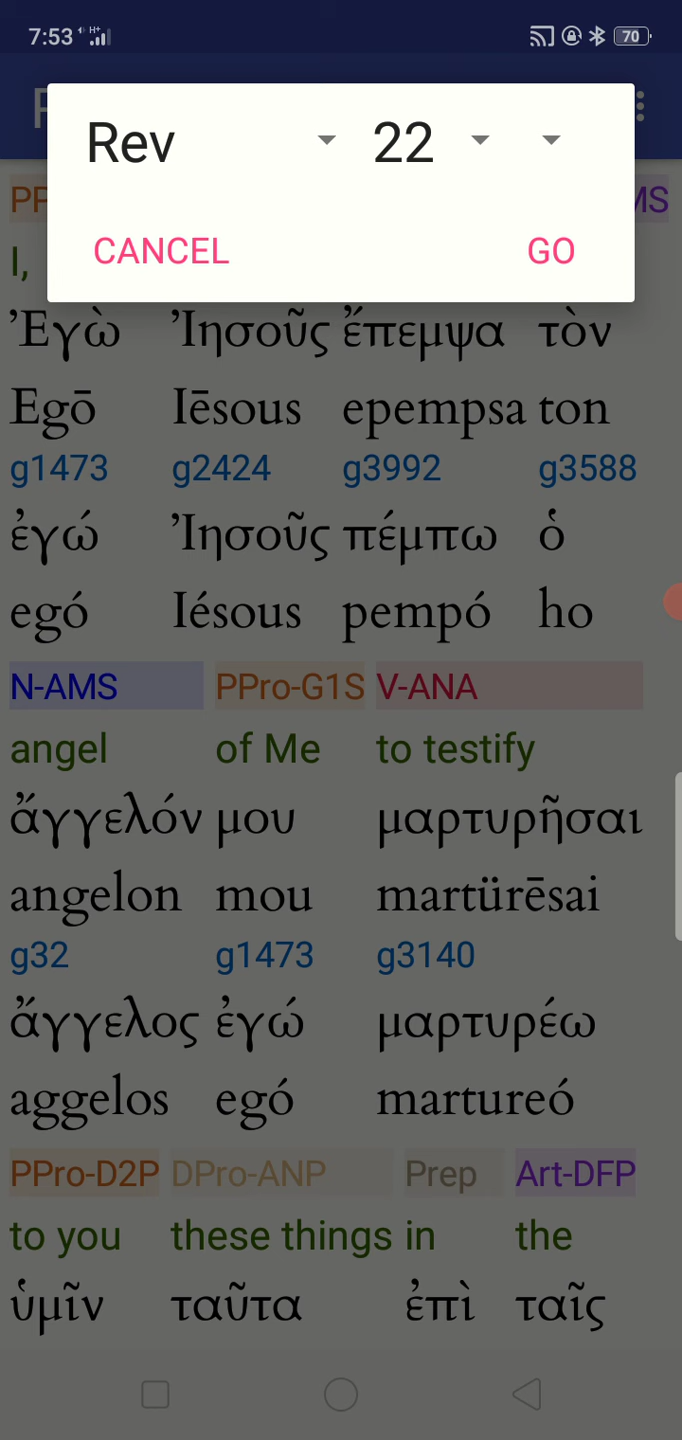 7:53 H+ 70
Rev 22
CANCEL GO
I,
Ἐγὼ Ἰησοῦς ἔπεμψα τὸν
Egō Iēsous epempsa ton
g1473 g2424 g3992 g3588
ἐγώ Ἰησοῦς πέμπω ὁ
egó Iésous pempó ho
N-AMS PPro-G1S V-ANA
angel of Me to testify
ἄγγελόν μου μαρτυρῆσαι
angelon mou martürēsai
g32 g1473 g3140
ἄγγελος ἐγώ μαρτυρέω
aggelos egó martureó
PPro-D2P DPro-ANP Prep Art-DFP
to you these things in the
ὑμῖν ταῦτα ἐπὶ ταῖς